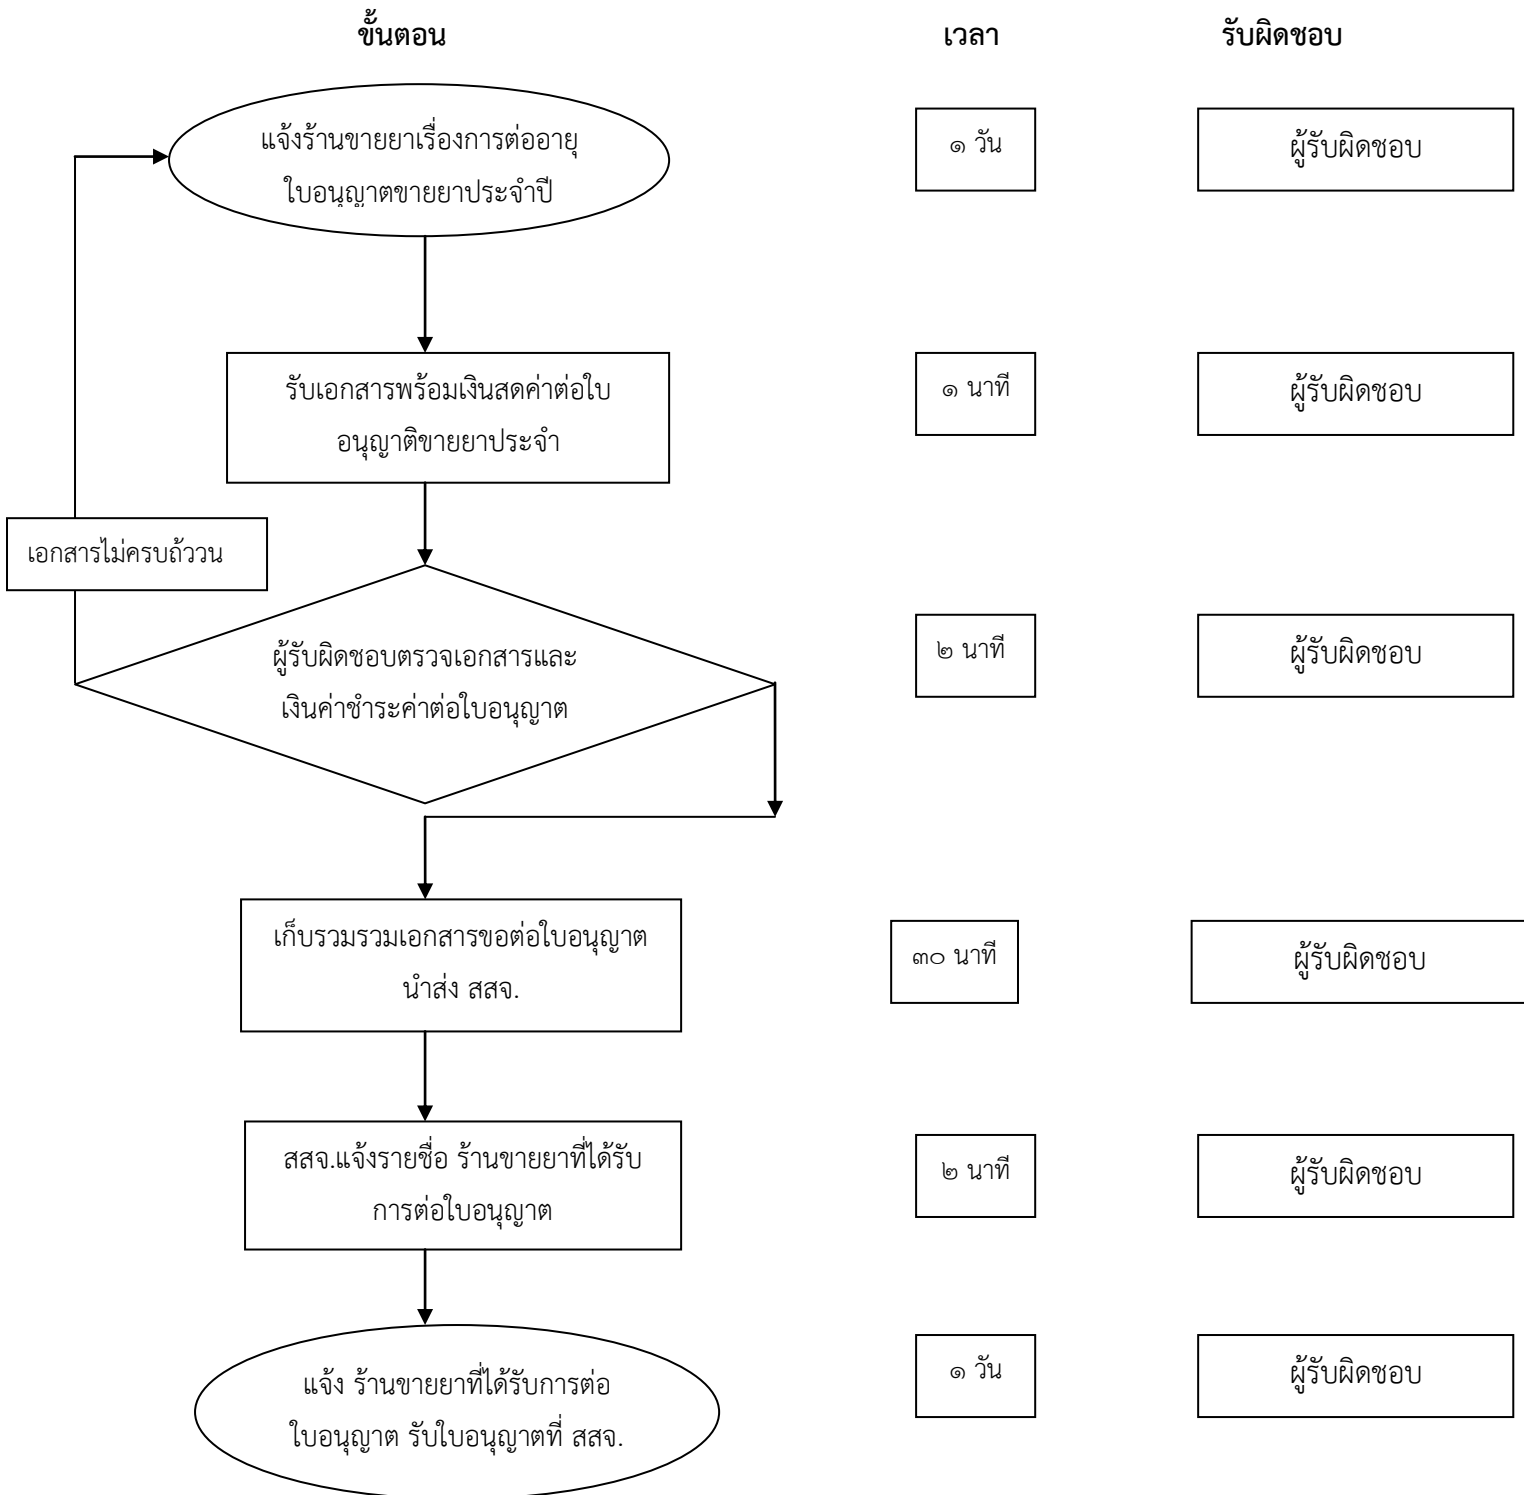 ขั้นตอน เวลา รับผิดชอบ
แจ้งร้านขายยาเรื่องการต่ออายุ
ใบอนุญาตขายยาประจำปี
๑ วัน
ผู้รับผิดชอบ
รับเอกสารพร้อมเงินสดค่าต่อใบ
อนุญาติขายยาประจำ
๑ นาที
ผู้รับผิดชอบ
เอกสารไม่ครบถ้ววน
ผู้รับผิดชอบตรวจเอกสารและ
เงินค่าชำระค่าต่อใบอนุญาต
๒ นาที
ผู้รับผิดชอบ
เก็บรวมรวมเอกสารขอต่อใบอนุญาต
นำส่ง สสจ.
๓๐ นาที
ผู้รับผิดชอบ
สสจ.แจ้งรายชื่อ ร้านขายยาที่ได้รับ
การต่อใบอนุญาต
๒ นาที
ผู้รับผิดชอบ
แจ้ง ร้านขายยาที่ได้รับการต่อ
ใบอนุญาต รับใบอนุญาตที่ สสจ.
๑ วัน
ผู้รับผิดชอบ